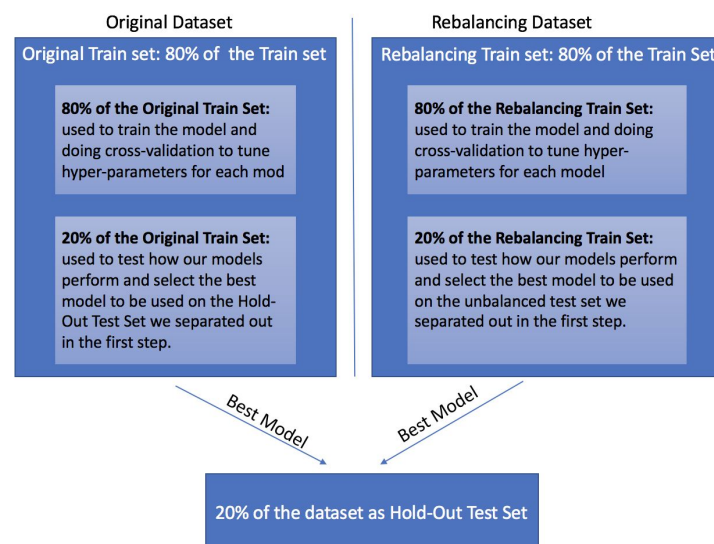 Original Dataset
Original Train set: 80% of the Train set
80% of the Original Train Set:
used to train the model and
doing cross-validation to tune
hyper-parameters for each mod
20% of the Original Train Set:
used to test how our models
perform and select the best
model to be used on the Hold-
Out Test Set we separated out
in the first step.
Rebalancing Dataset
Rebalancing Train set: 80% of the Train Set
80% of the Rebalancing Train Set:
used to train the model and doing
cross-validation to tune hyper-
parameters for each model
20% of the Rebalancing Train Set:
used to test how our models perform
and select the best model to be used
on the unbalanced test set we
separated out in the first step.
Best Model
Best Model
20% of the dataset as Hold-Out Test Set